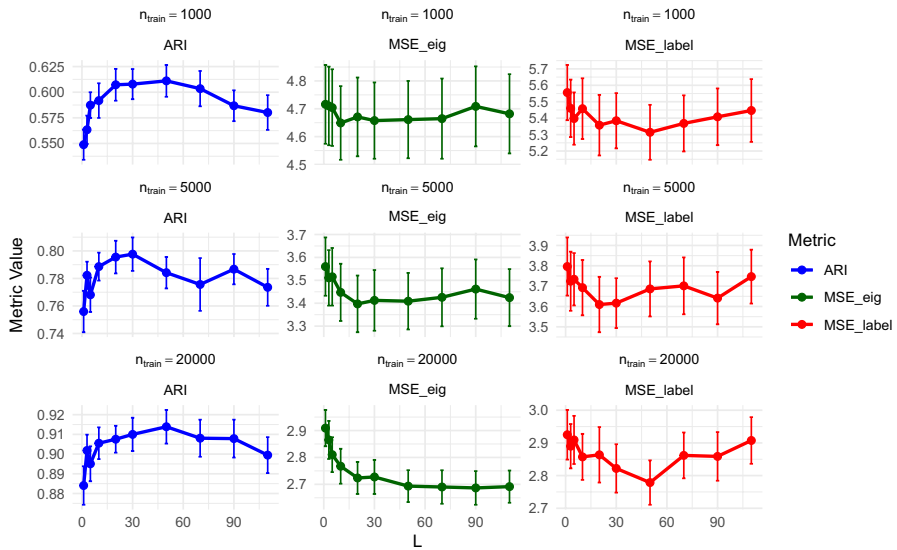 n_train = 1000 n_train = 1000 n_train = 1000
ARI MSE_eig MSE_label
0.625 4.8 5.7
0.600 4.7 5.6
0.575 4.6 5.5
0.550 4.5 5.4
5.3
5.2
n_train = 5000 n_train = 5000 n_train = 5000
ARI MSE_eig MSE_label
0.80 3.7 3.9
0.78 3.6 3.8
0.76 3.5 3.7
0.74 3.4 3.6
3.3 3.5
n_train = 20000 n_train = 20000 n_train = 20000
ARI MSE_eig MSE_label
0.92 2.9 3.0
0.91 2.8 2.9
0.90 2.7 2.8
0.89 2.7
0.88
0 30 60 90 0 30 60 90 0 30 60 90
L
Metric Value
Metric
ARI
MSE_eig
MSE_label